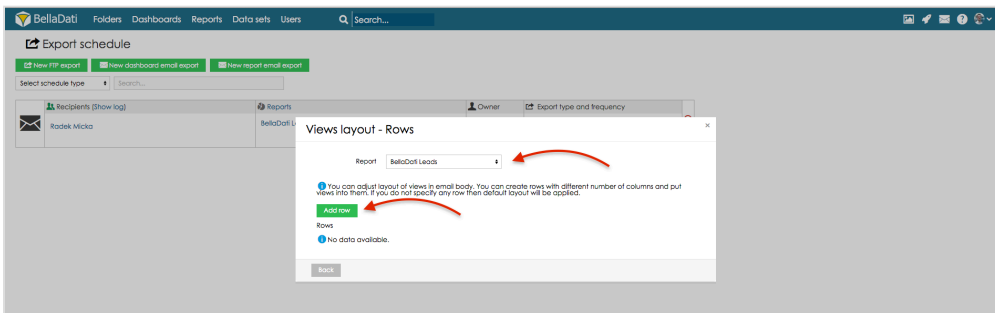 BellaDati Folders Dashboards Reports Data sets Users Search...
Export schedule
New FTP export New dashboard email export New report email export
Select schedule type Search...
Recipients (Show log) Reports Owner Export type and frequency
Radek Micka BellaDati L
Views layout - Rows
Report BellaDati Leads
You can adjust layout of views in email body. You can create rows with different number of columns and put
views into them. If you do not specify any row then default layout will be applied.
Add row
Rows
No data available.
Back